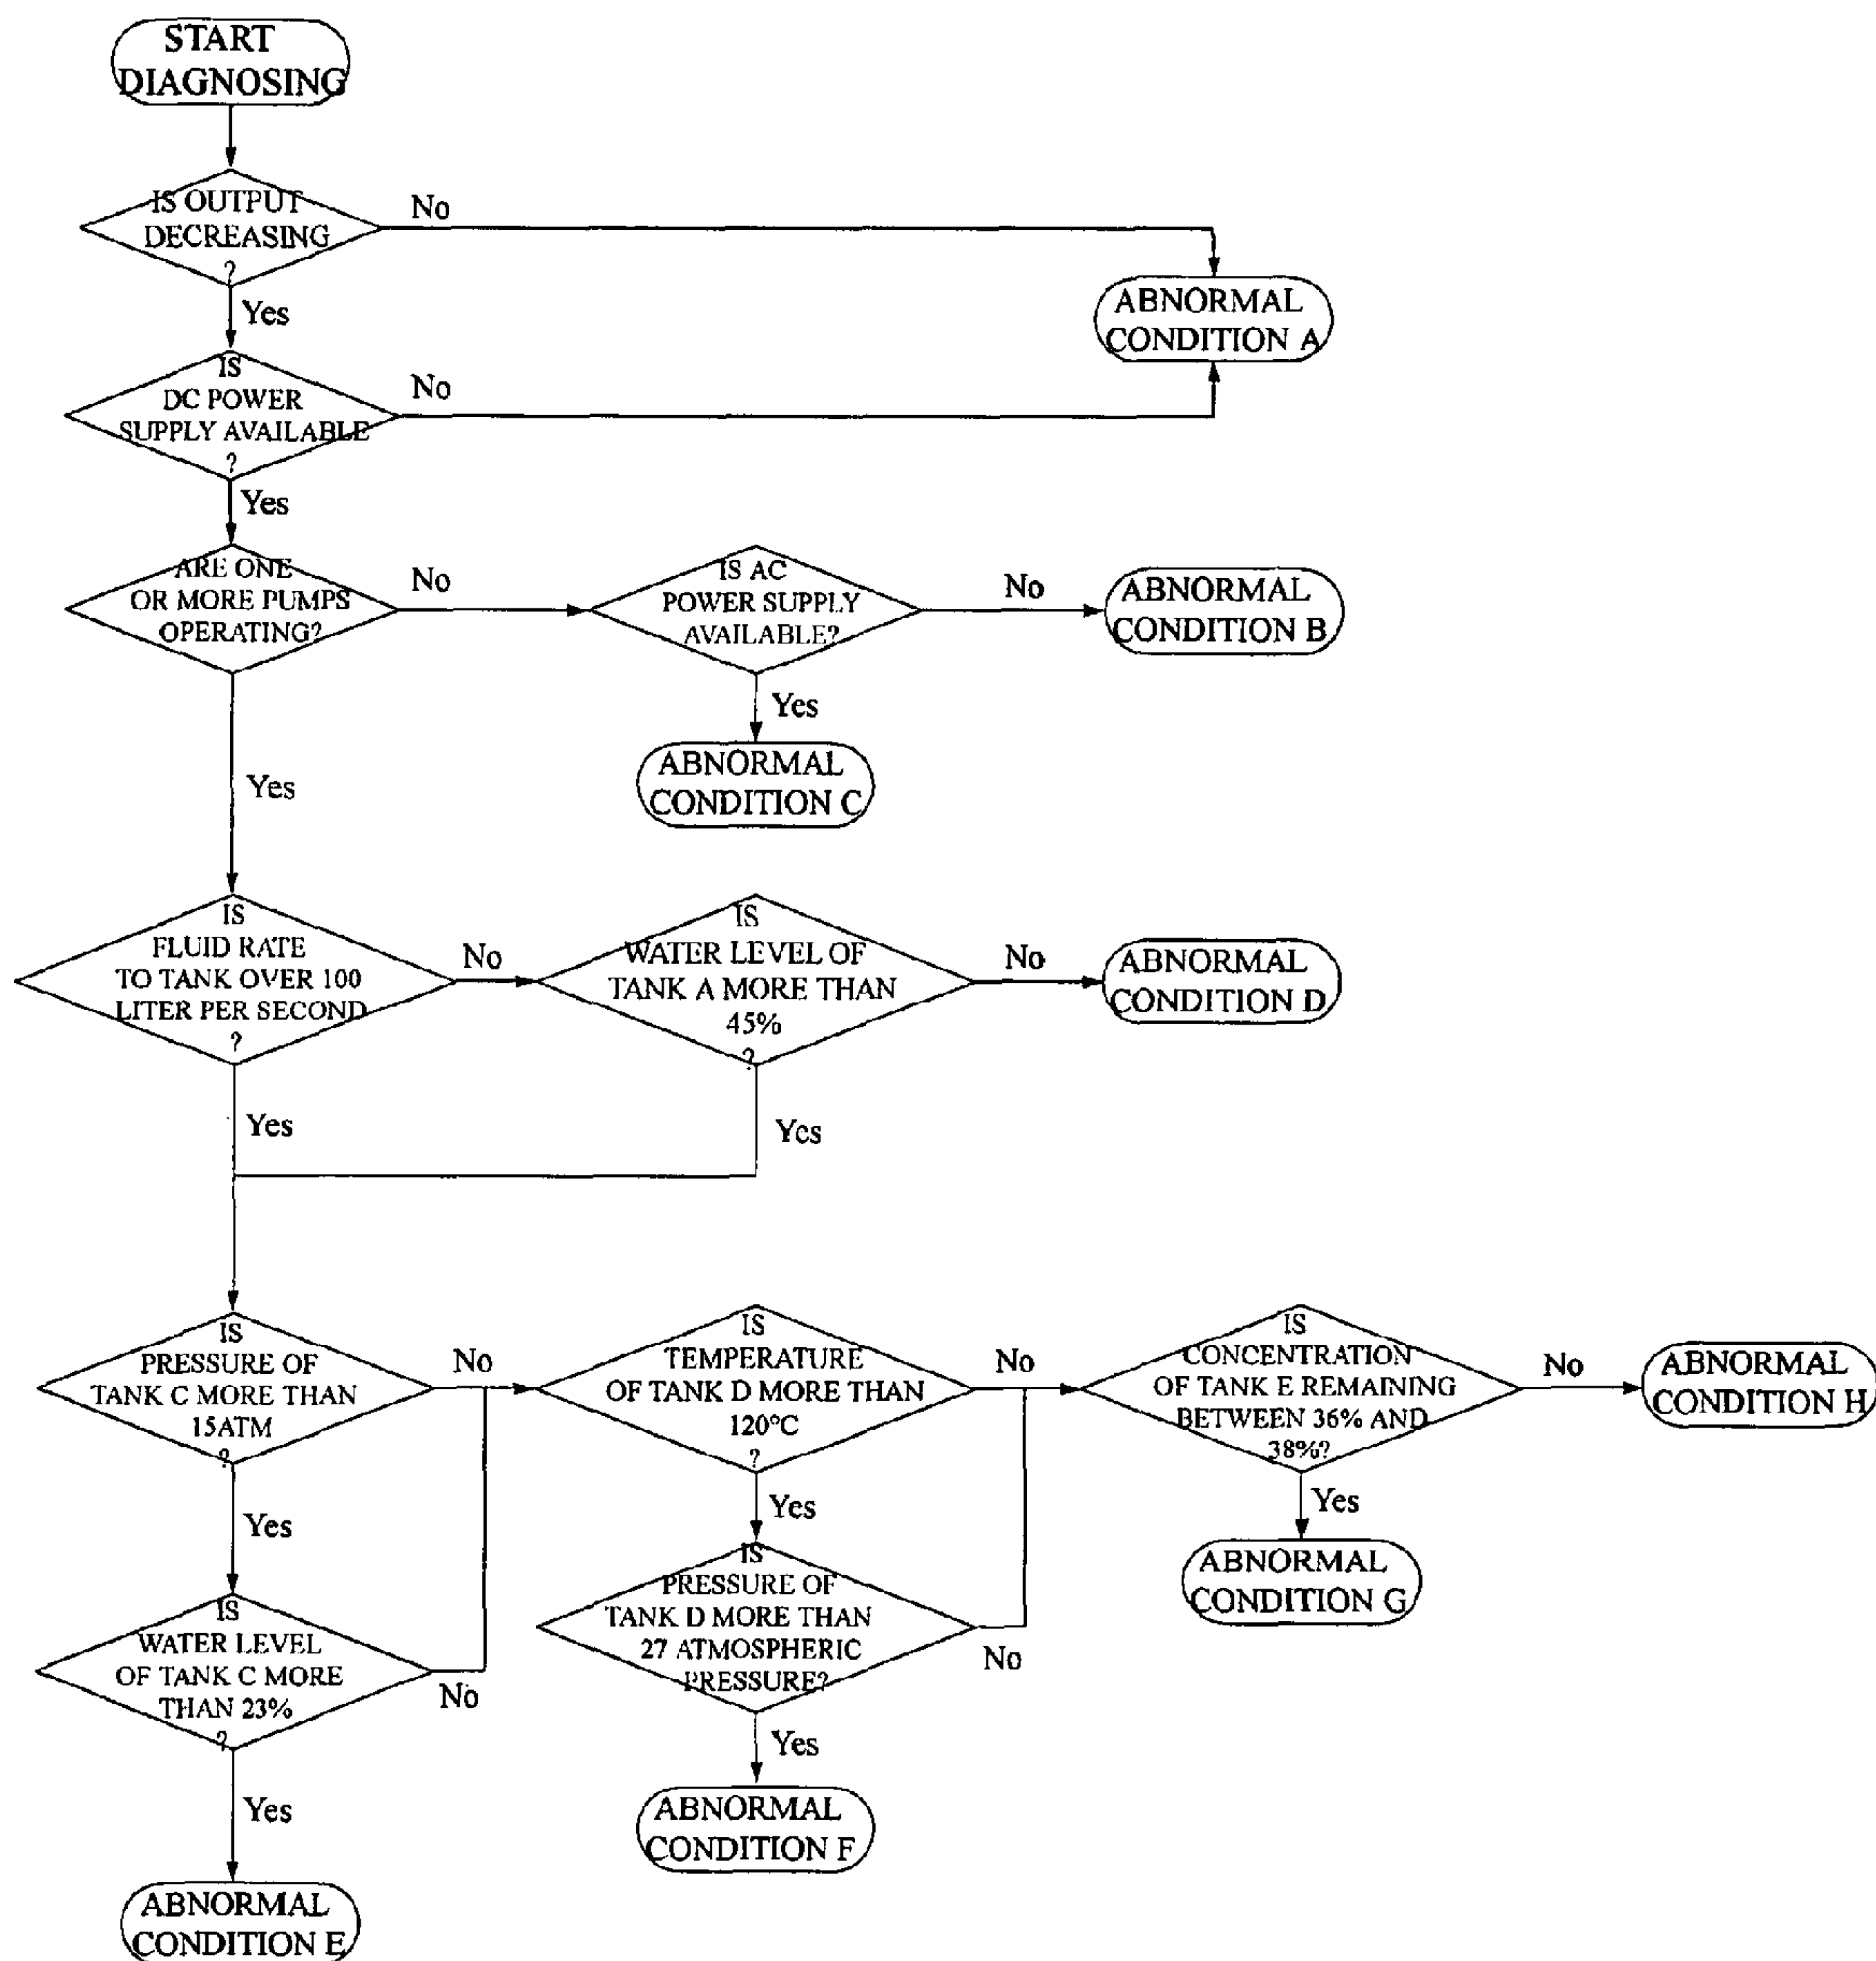 START
DIAGNOSING
IS OUTPUT
DECREASING
?
No
Yes
ABNORMAL
CONDITION A
IS
DC POWER
SUPPLY AVAILABLE
?
No
Yes
ARE ONE
OR MORE PUMPS
OPERATING?
No
IS AC
POWER SUPPLY
AVAILABLE?
No
ABNORMAL
CONDITION B
Yes
ABNORMAL
CONDITION C
Yes
IS
FLUID RATE
TO TANK OVER 100
LITER PER SECOND
?
No
IS
WATER LEVEL OF
TANK A MORE THAN
45%
?
No
ABNORMAL
CONDITION D
Yes
Yes
IS
PRESSURE OF
TANK C MORE THAN
15ATM
?
No
IS
TEMPERATURE
OF TANK D MORE THAN
120°C
?
No
IS
CONCENTRATION
OF TANK E REMAINING
BETWEEN 36% AND
38%?
No
ABNORMAL
CONDITION H
Yes
Yes
Yes
ABNORMAL
CONDITION G
IS
WATER LEVEL
OF TANK C MORE
THAN 23%
?
No
IS
PRESSURE OF
TANK D MORE THAN
27 ATMOSPHERIC
PRESSURE?
No
Yes
ABNORMAL
CONDITION F
Yes
ABNORMAL
CONDITION E